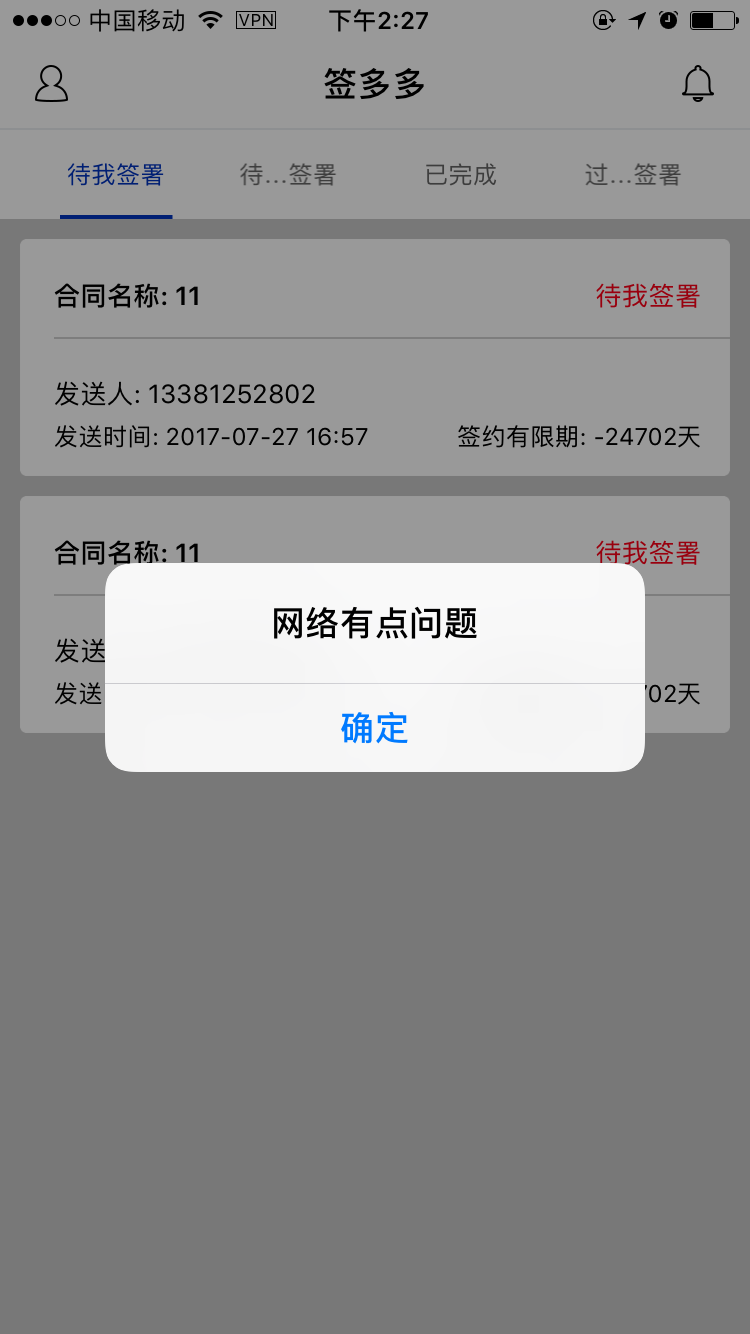 中国移动 VPN 下午2:27
签多多
待我签署 待...签署 已完成 过...签署
合同名称: 11 待我签署
发送人: 13381252802
发送时间: 2017-07-27 16:57 签约有限期: -24702天
合同名称: 11 待我签署
网络有点问题
发送
发送 702天
确定